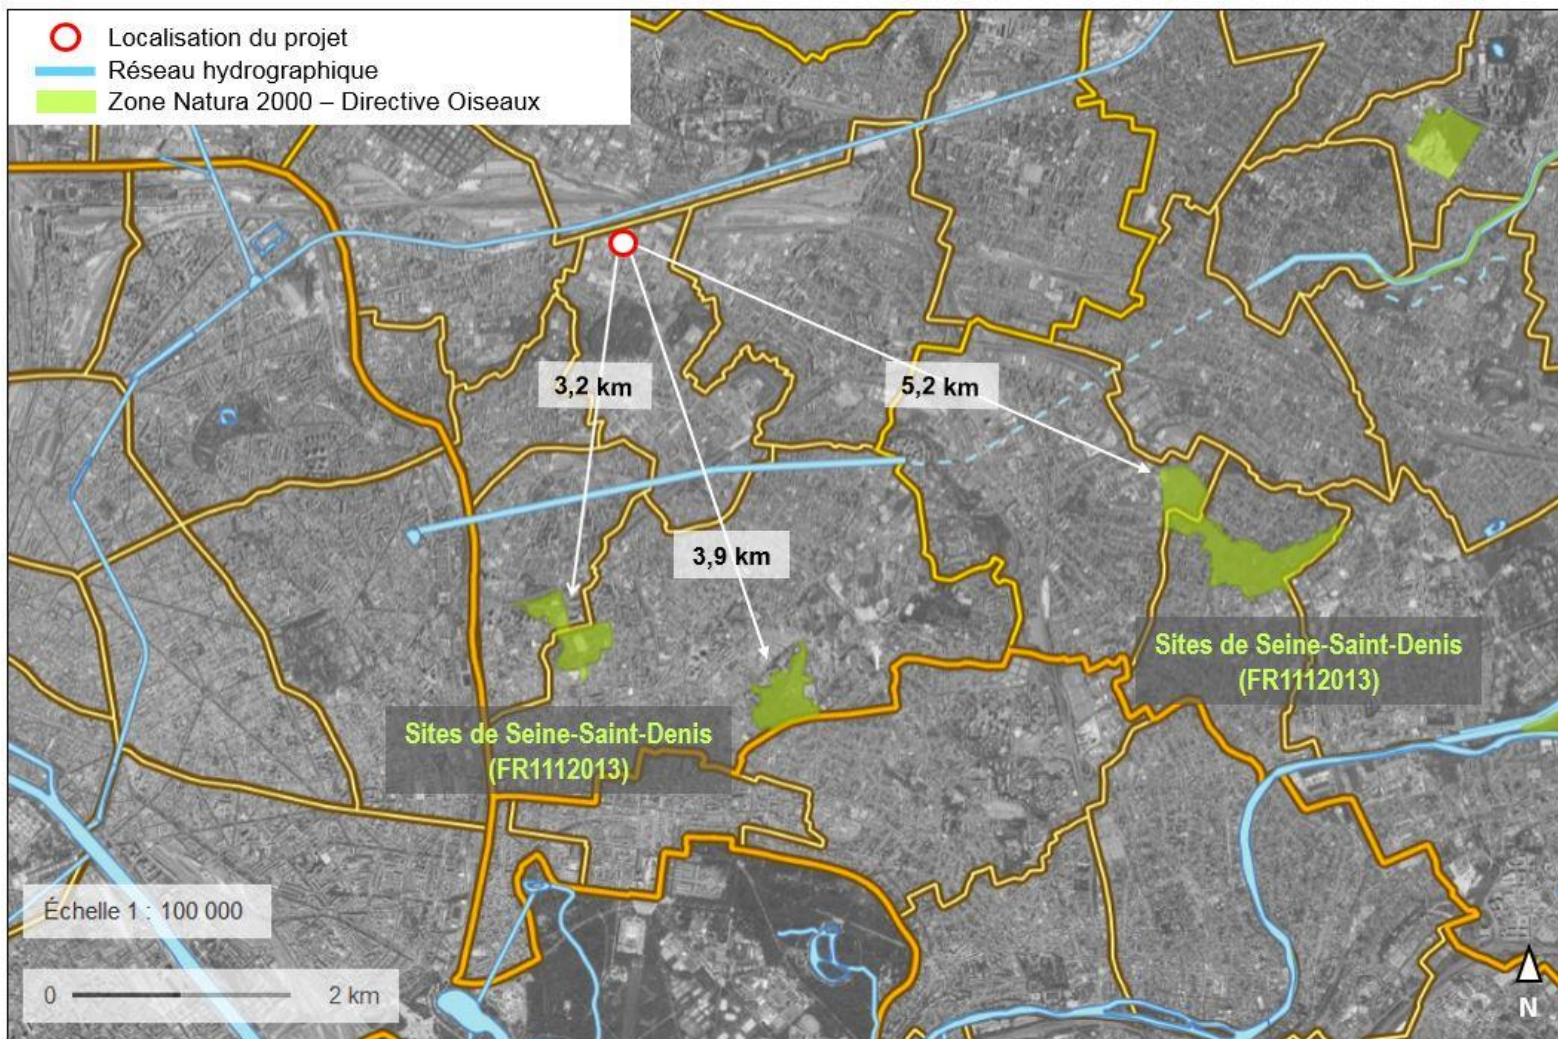 Localisation du projet
Réseau hydrographique
Zone Natura 2000 – Directive Oiseaux
3,2 km
5,2 km
3,9 km
Sites de Seine-Saint-Denis
(FR1112013)
Sites de Seine-Saint-Denis
(FR1112013)
Échelle 1 : 100 000
0 2 km
N